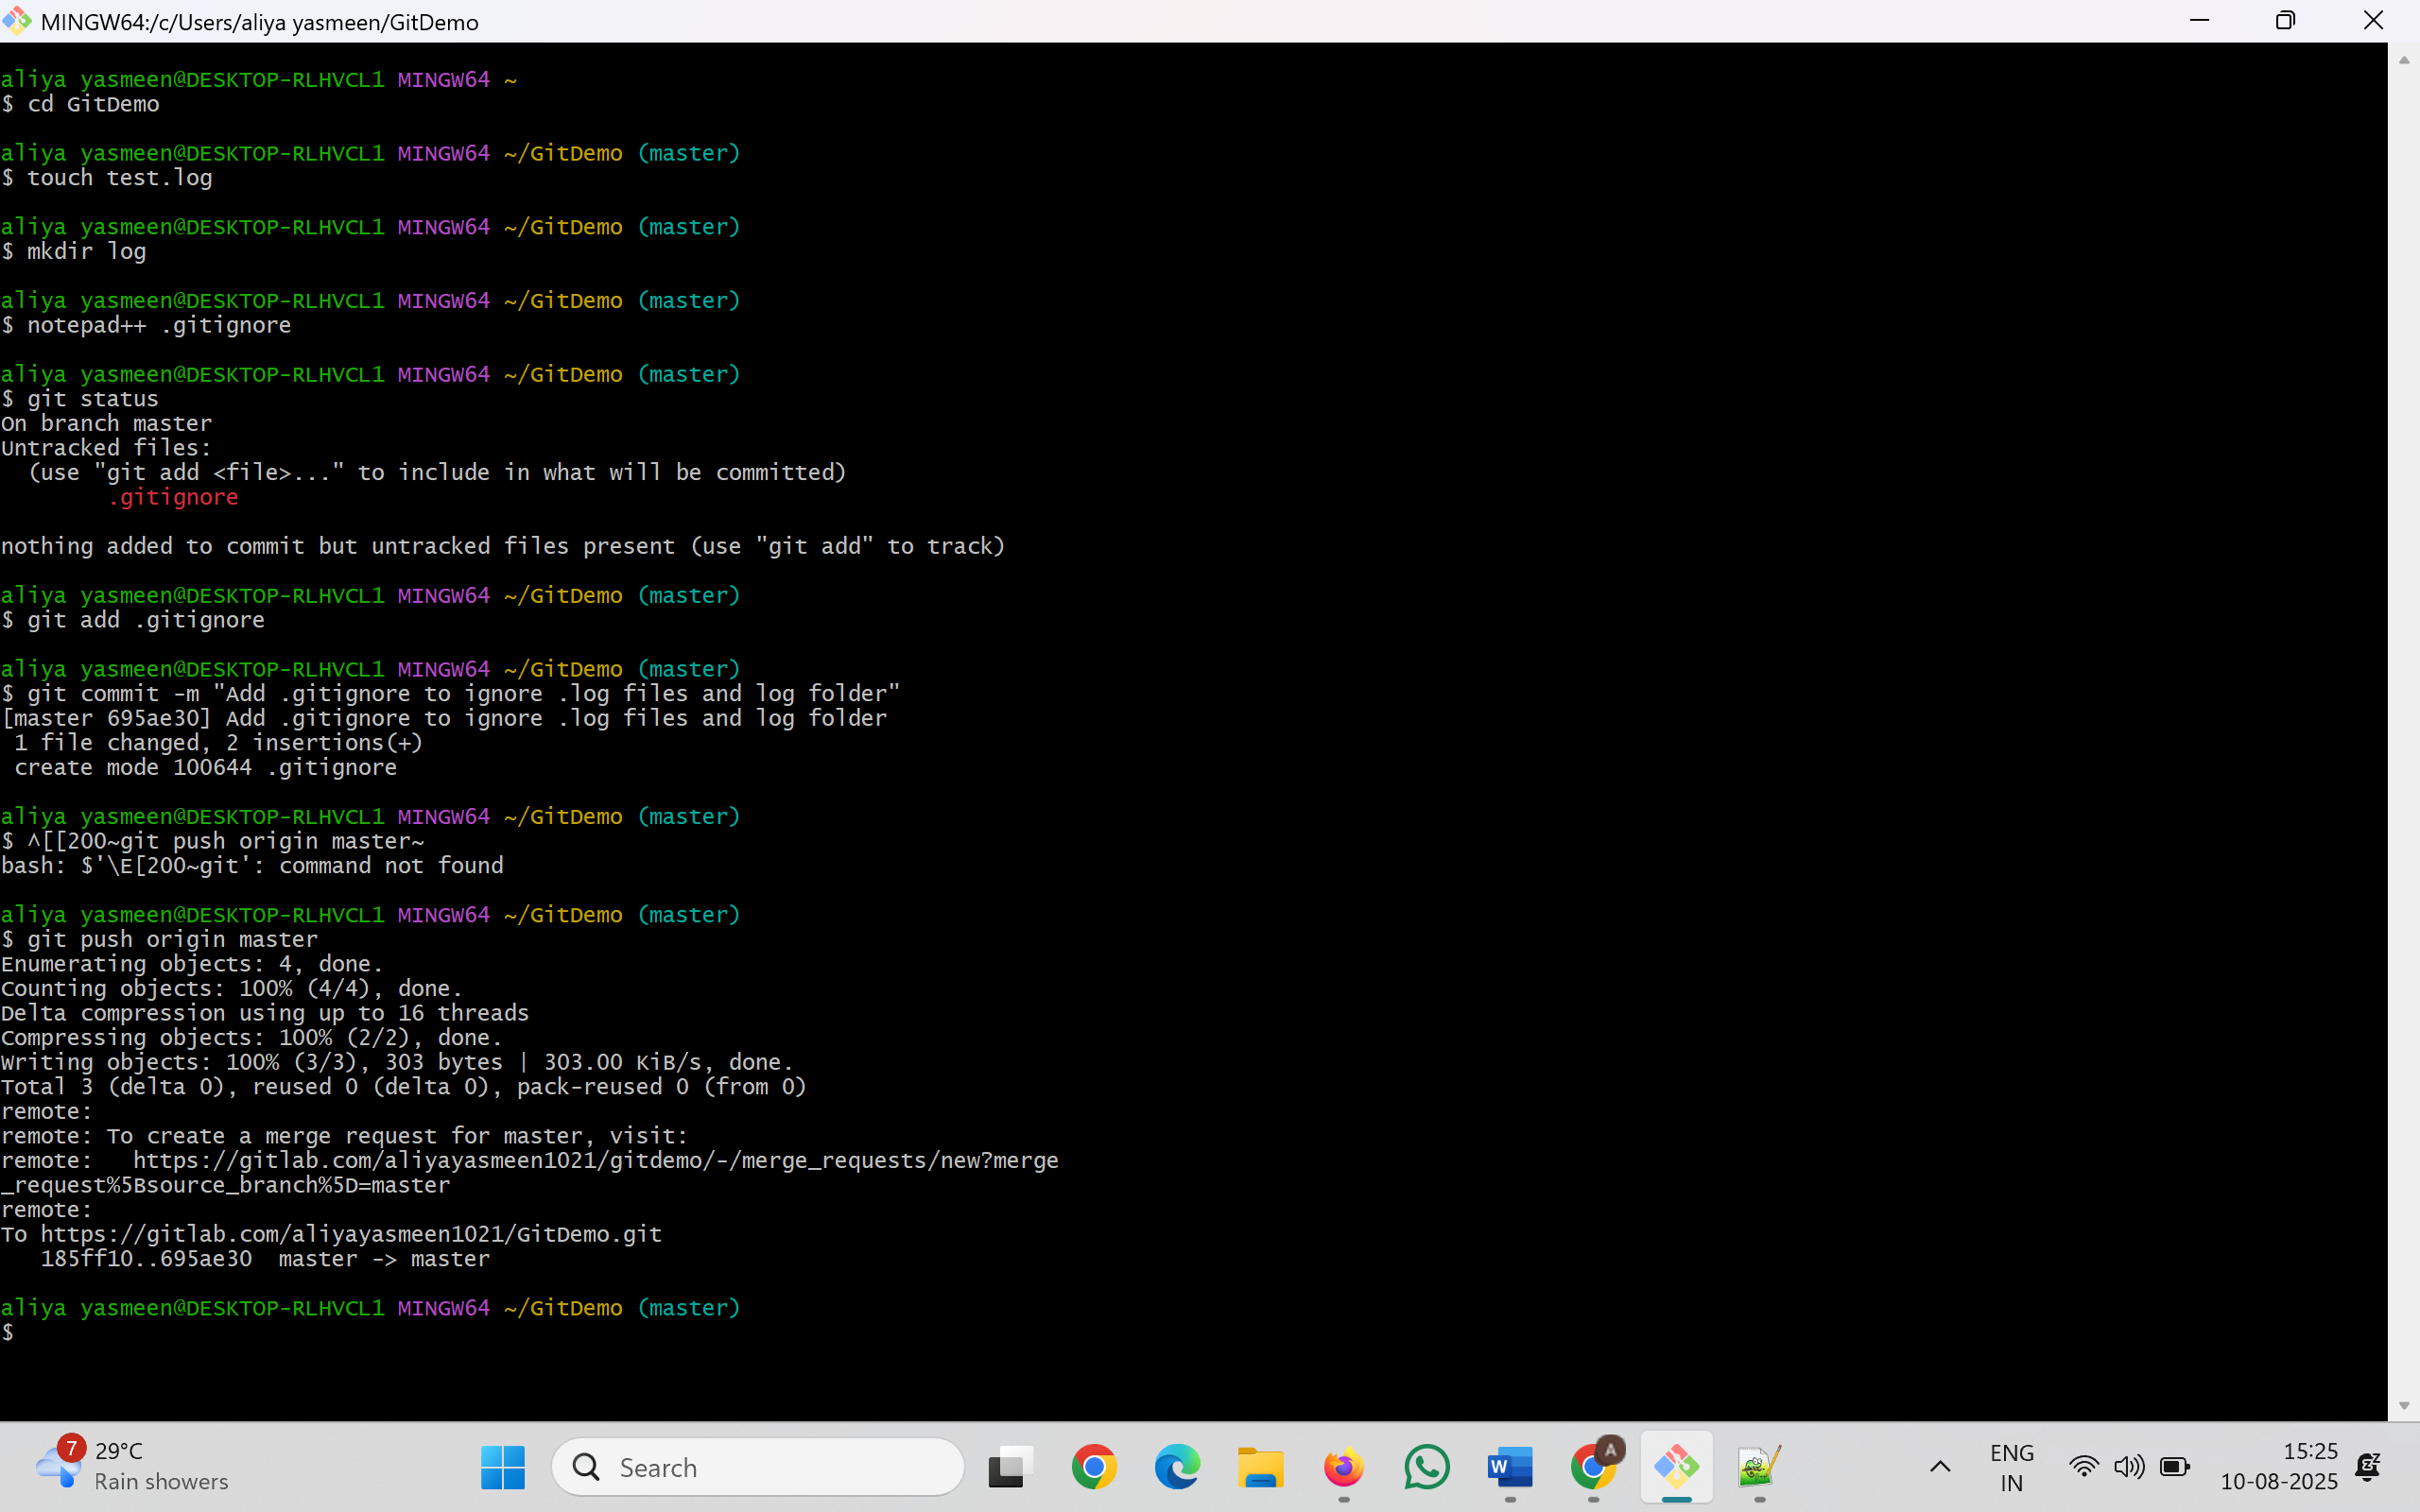 MINGW64:/c/Users/aliya yasmeen/GitDemo
aliya yasmeen@DESKTOP-RLHVCL1 MINGW64 ~
$ cd GitDemo
aliya yasmeen@DESKTOP-RLHVCL1 MINGW64 ~/GitDemo (master)
$ touch test.log
aliya yasmeen@DESKTOP-RLHVCL1 MINGW64 ~/GitDemo (master)
$ mkdir log
aliya yasmeen@DESKTOP-RLHVCL1 MINGW64 ~/GitDemo (master)
$ notepad++ .gitignore
aliya yasmeen@DESKTOP-RLHVCL1 MINGW64 ~/GitDemo (master)
$ git status
On branch master
Untracked files:
  (use "git add <file>..." to include in what will be committed)
        .gitignore
nothing added to commit but untracked files present (use "git add" to track)
aliya yasmeen@DESKTOP-RLHVCL1 MINGW64 ~/GitDemo (master)
$ git add .gitignore
aliya yasmeen@DESKTOP-RLHVCL1 MINGW64 ~/GitDemo (master)
$ git commit -m "Add .gitignore to ignore .log files and log folder"
[master 695ae30] Add .gitignore to ignore .log files and log folder
 1 file changed, 2 insertions(+)
 create mode 100644 .gitignore
aliya yasmeen@DESKTOP-RLHVCL1 MINGW64 ~/GitDemo (master)
$ ^[[200~git push origin master~
bash: $'\E[200~git': command not found
aliya yasmeen@DESKTOP-RLHVCL1 MINGW64 ~/GitDemo (master)
$ git push origin master
Enumerating objects: 4, done.
Counting objects: 100% (4/4), done.
Delta compression using up to 16 threads
Compressing objects: 100% (2/2), done.
Writing objects: 100% (3/3), 303 bytes | 303.00 KiB/s, done.
Total 3 (delta 0), reused 0 (delta 0), pack-reused 0 (from 0)
remote:
remote: To create a merge request for master, visit:
remote:   https://gitlab.com/aliyayasmeen1021/gitdemo/-/merge_requests/new?merge
_request%5Bsource_branch%5D=master
remote:
To https://gitlab.com/aliyayasmeen1021/GitDemo.git
   185ff10..695ae30  master -> master
aliya yasmeen@DESKTOP-RLHVCL1 MINGW64 ~/GitDemo (master)
$
7
29°C
Rain showers
Search
W
A
ENG
IN
15:25
10-08-2025